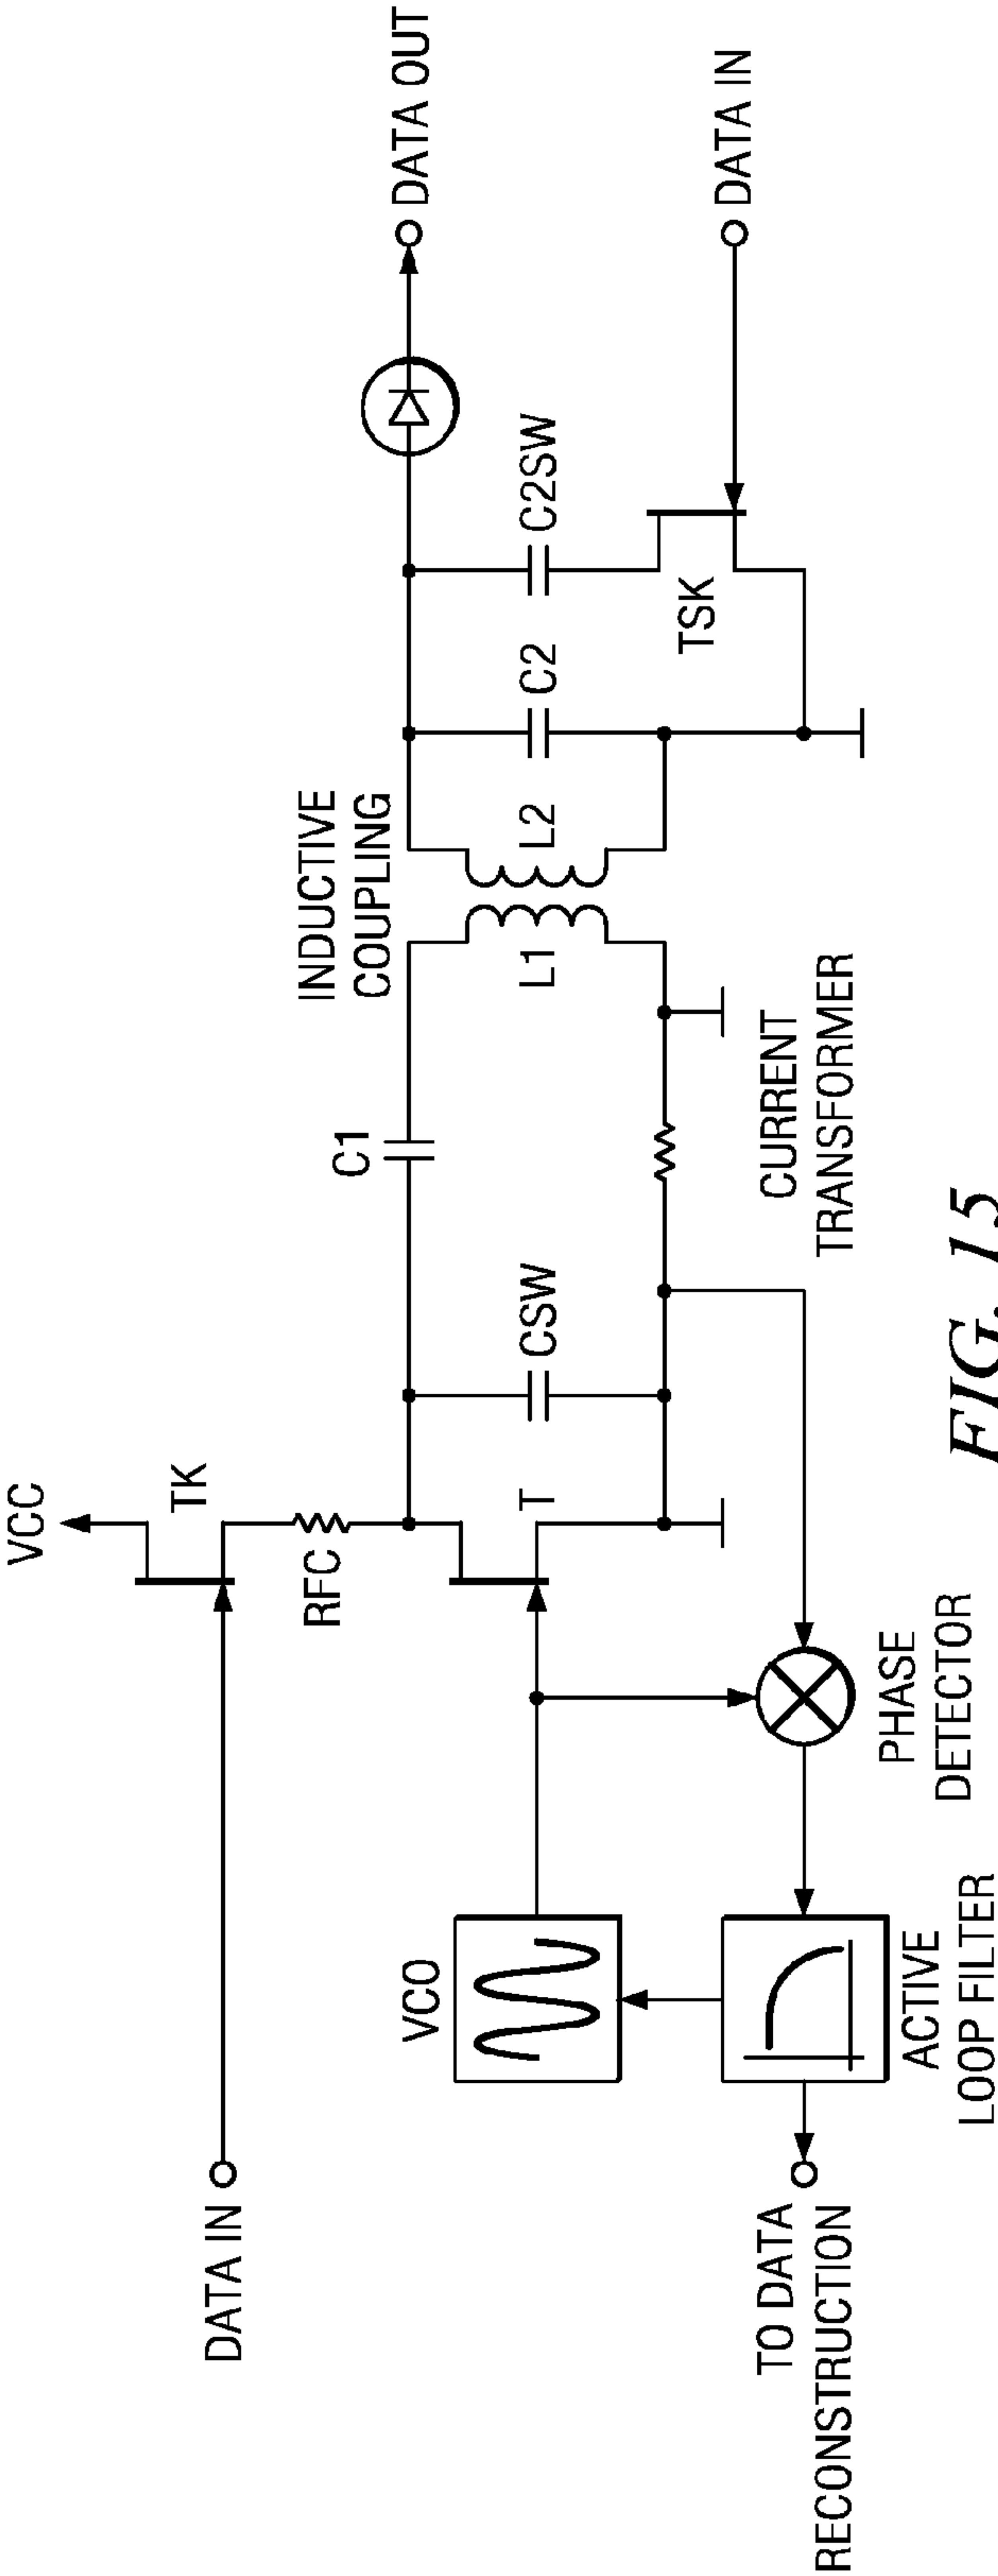 VCC
TK
DATA IN
RFC
T
CSW
C1
INDUCTIVE
COUPLING
L1
L2
C2
C2SW
TSK
DATA OUT
DATA IN
VCO
CURRENT
TRANSFORMER
PHASE
DETECTOR
ACTIVE
LOOP FILTER
TO DATA
RECONSTRUCTION
FIG. 15